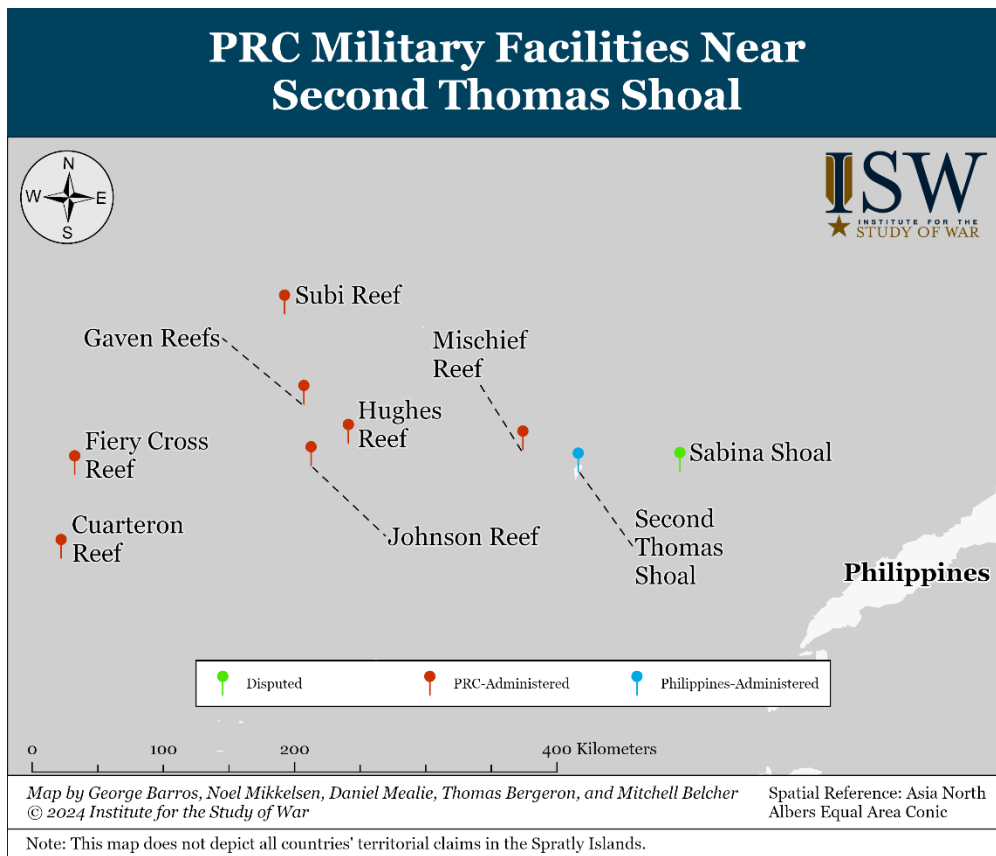 PRC Military Facilities Near
Second Thomas Shoal
N
W
E
S
ISW
INSTITUTE FOR THE
STUDY OF WAR
Subi Reef
Gaven Reefs
Mischief
Reef
Hughes
Reef
Fiery Cross
Reef
Sabina Shoal
Cuarteron
Reef
Johnson Reef
Second
Thomas
Shoal
Philippines
Disputed
PRC-Administered
Philippines-Administered
0 100 200 400 Kilometers
Map by George Barros, Noel Mikkelsen, Daniel Mealie, Thomas Bergeron, and Mitchell Belcher
© 2024 Institute for the Study of War
Spatial Reference: Asia North
Albers Equal Area Conic
Note: This map does not depict all countries' territorial claims in the Spratly Islands.